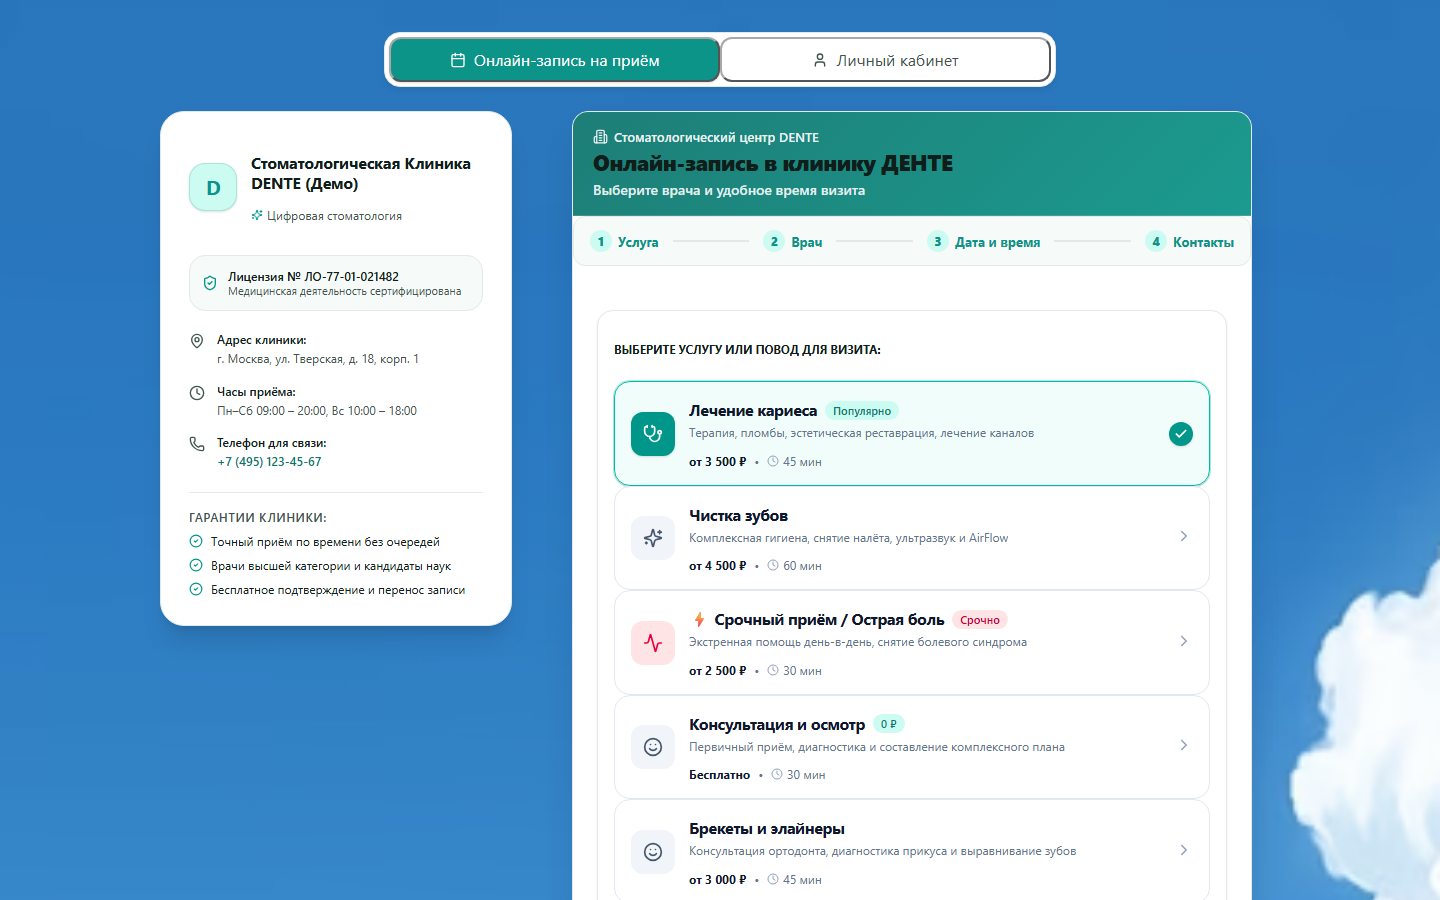 Онлайн-запись на приём
Личный кабинет
D
Стоматологическая Клиника
DENTE (Демо)
Цифровая стоматология
Лицензия № ЛО-77-01-021482
Медицинская деятельность сертифицирована
Адрес клиники:
г. Москва, ул. Тверская, д. 18, корп. 1
Часы приёма:
Пн–Сб 09:00 – 20:00, Вс 10:00 – 18:00
Телефон для связи:
+7 (495) 123-45-67
ГАРАНТИИ КЛИНИКИ:
Точный приём по времени без очередей
Врачи высшей категории и кандидаты наук
Бесплатное подтверждение и перенос записи
Стоматологический центр DENTE
Онлайн-запись в клинику ДЕНТЕ
Выберите врача и удобное время визита
1 Услуга 2 Врач 3 Дата и время 4 Контакты
ВЫБЕРИТЕ УСЛУГУ ИЛИ ПОВОД ДЛЯ ВИЗИТА:
Лечение кариеса Популярно
Терапия, пломбы, эстетическая реставрация, лечение каналов
от 3 500 ₽ • 45 мин
Чистка зубов
Комплексная гигиена, снятие налёта, ультразвук и AirFlow
от 4 500 ₽ • 60 мин
Срочный приём / Острая боль Срочно
Экстренная помощь день-в-день, снятие болевого синдрома
от 2 500 ₽ • 30 мин
Консультация и осмотр 0 ₽
Первичный приём, диагностика и составление комплексного плана
Бесплатно • 30 мин
Брекеты и элайнеры
Консультация ортодонта, диагностика прикуса и выравнивание зубов
от 3 000 ₽ • 45 мин